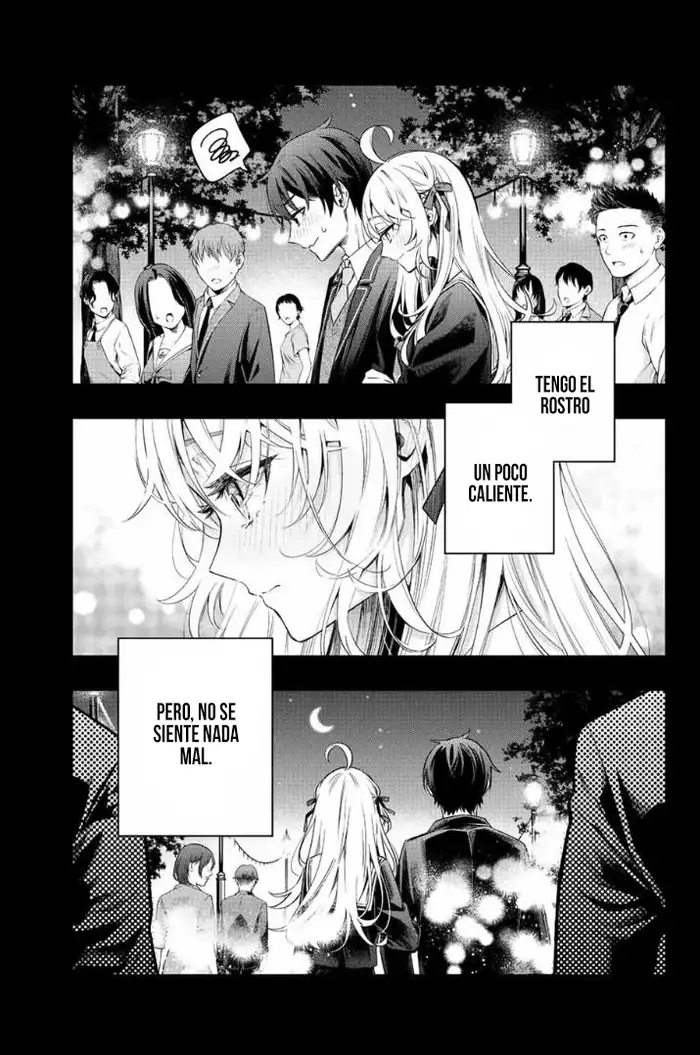 TENGO EL
ROSTRO
UN POCO
CALIENTE.
PERO, NO SE
SIENTE NADA
MAL.